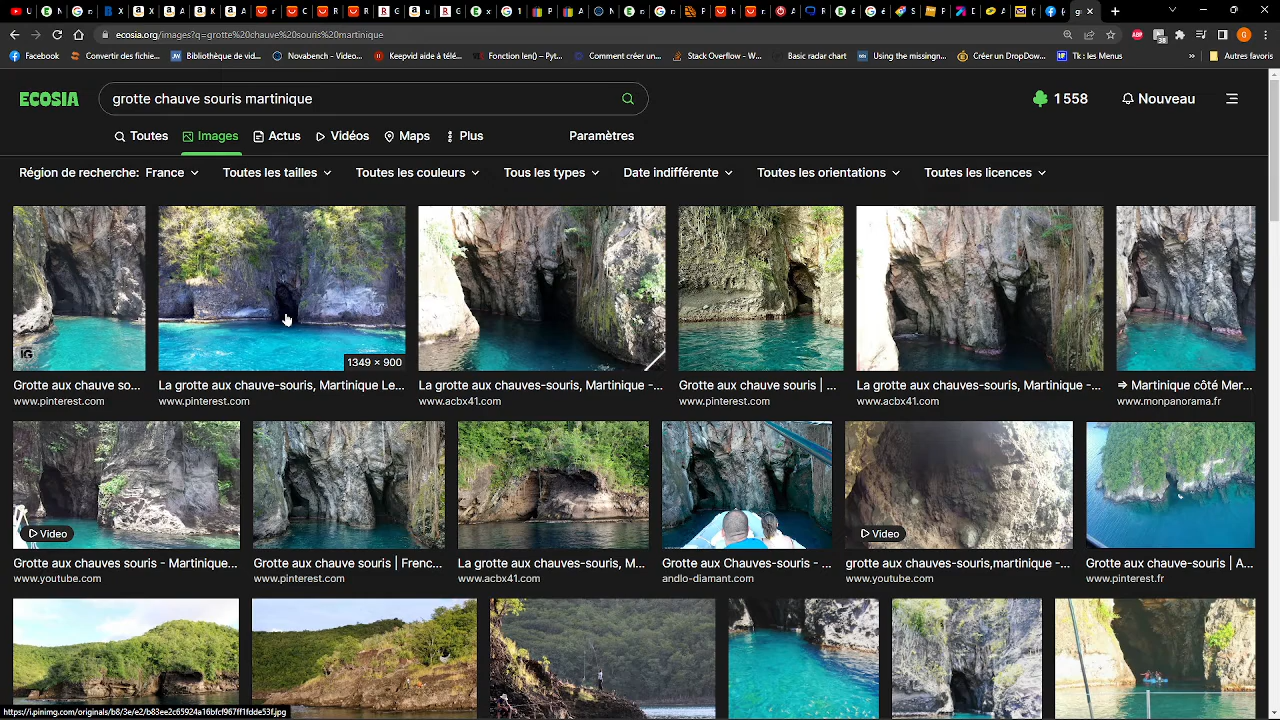 ecosia.org/images?q=grotte%20chauve%20souris%20martinique
Facebook
Convertir des fichie...
Bibliothèque de vid...
Novabench - Video...
Keepvid aide á télé...
Fonction len() – Pyt...
Comment créer un...
Stack Overflow - W...
Basic radar chart
Using the missingn...
Créer un DropDow...
Tk : les Menus
»
Autres favoris
ECOSIA
grotte chauve souris martinique
1 558
Nouveau
Toutes
Images
Actus
Vidéos
Maps
Plus
Paramètres
Région de recherche: France
Toutes les tailles
Toutes les couleurs
Tous les types
Date indifférente
Toutes les orientations
Toutes les licences
1349 × 900
Grotte aux chauve so...
La grotte aux chauve-souris, Martinique Le...
La grotte aux chauves-souris, Martinique -...
Grotte aux chauve souris | ...
La grotte aux chauves-souris, Martinique -...
⇒ Martinique côté Mer...
www.pinterest.com
www.pinterest.com
www.acbx41.com
www.pinterest.com
www.acbx41.com
www.monpanorama.fr
Video
Video
Grotte aux chauves souris - Martinique...
Grotte aux chauve souris | Frenc...
La grotte aux chauves-souris, M...
Grotte aux Chauves-souris - ...
grotte aux chauves-souris,martinique -...
Grotte aux chauve-souris | A...
www.youtube.com
www.pinterest.com
www.acbx41.com
andlo-diamant.com
www.youtube.com
www.pinterest.fr